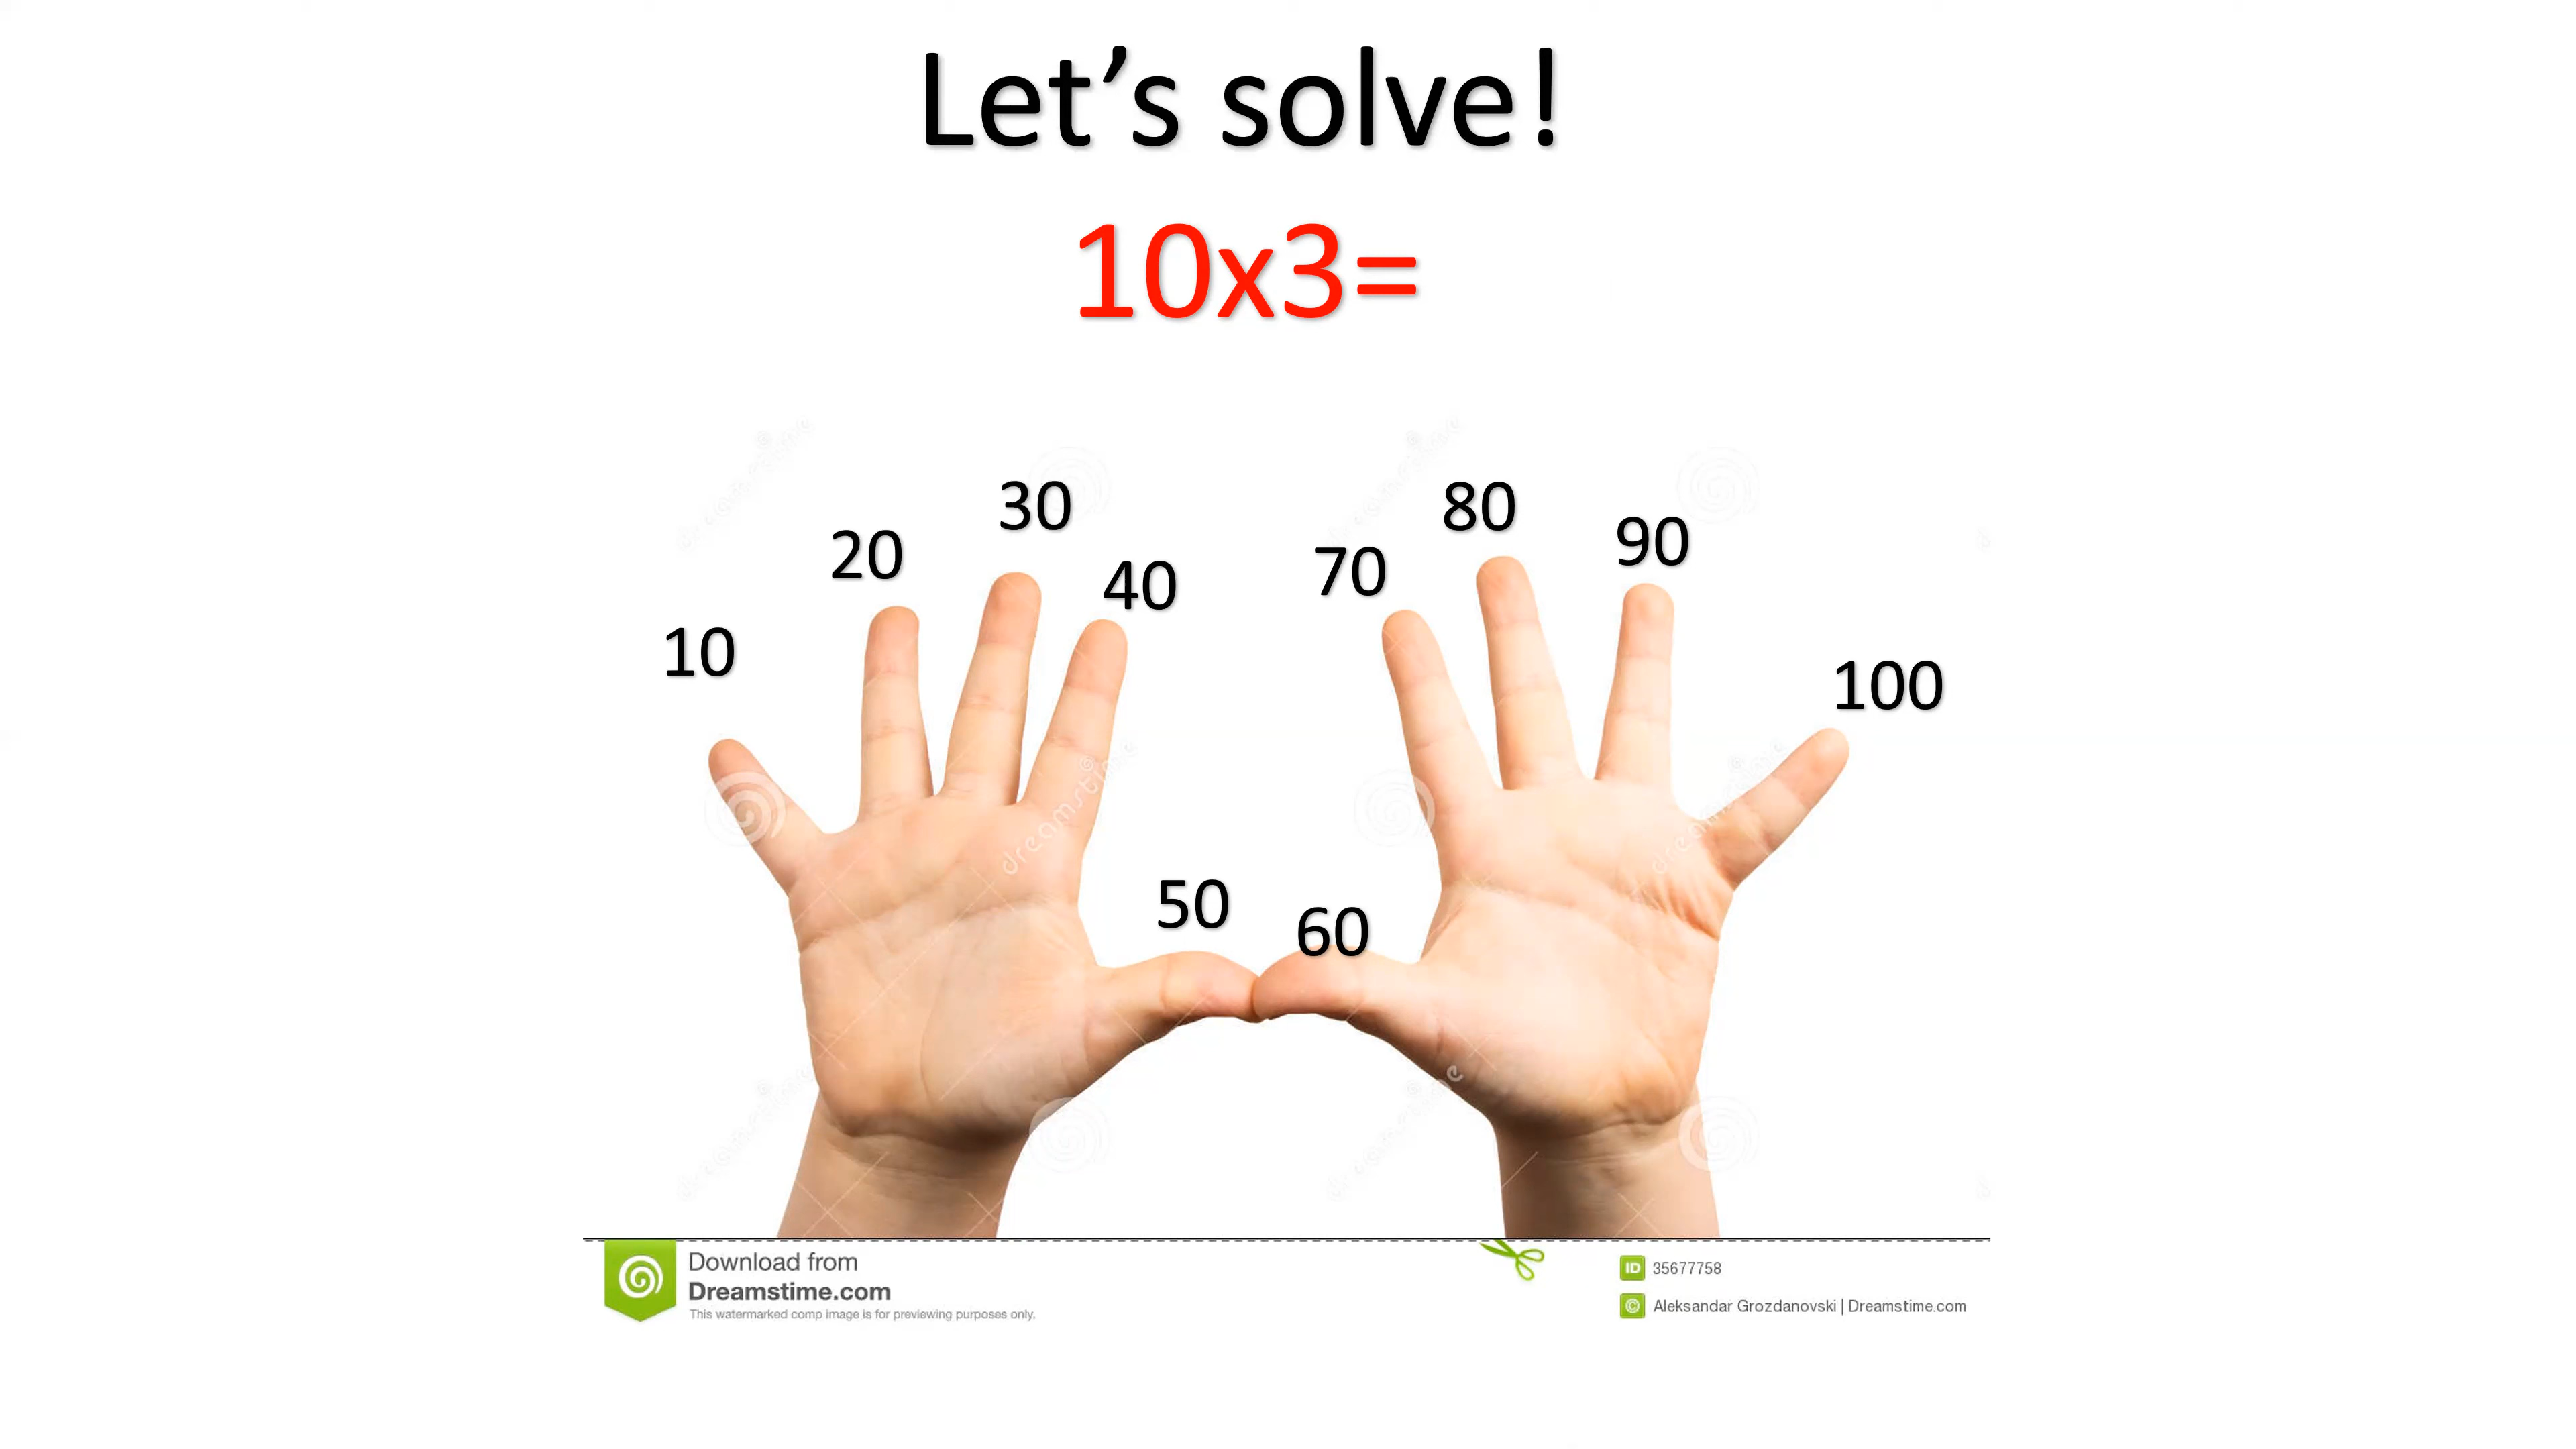 Let’s solve!
10x3=
10
20
30
40
50
60
70
80
90
100
dreamstime
Download from
Dreamstime.com
This watermarked comp image is for previewing purposes only.
ID 35677758
© Aleksandar Grozdanovski | Dreamstime.com